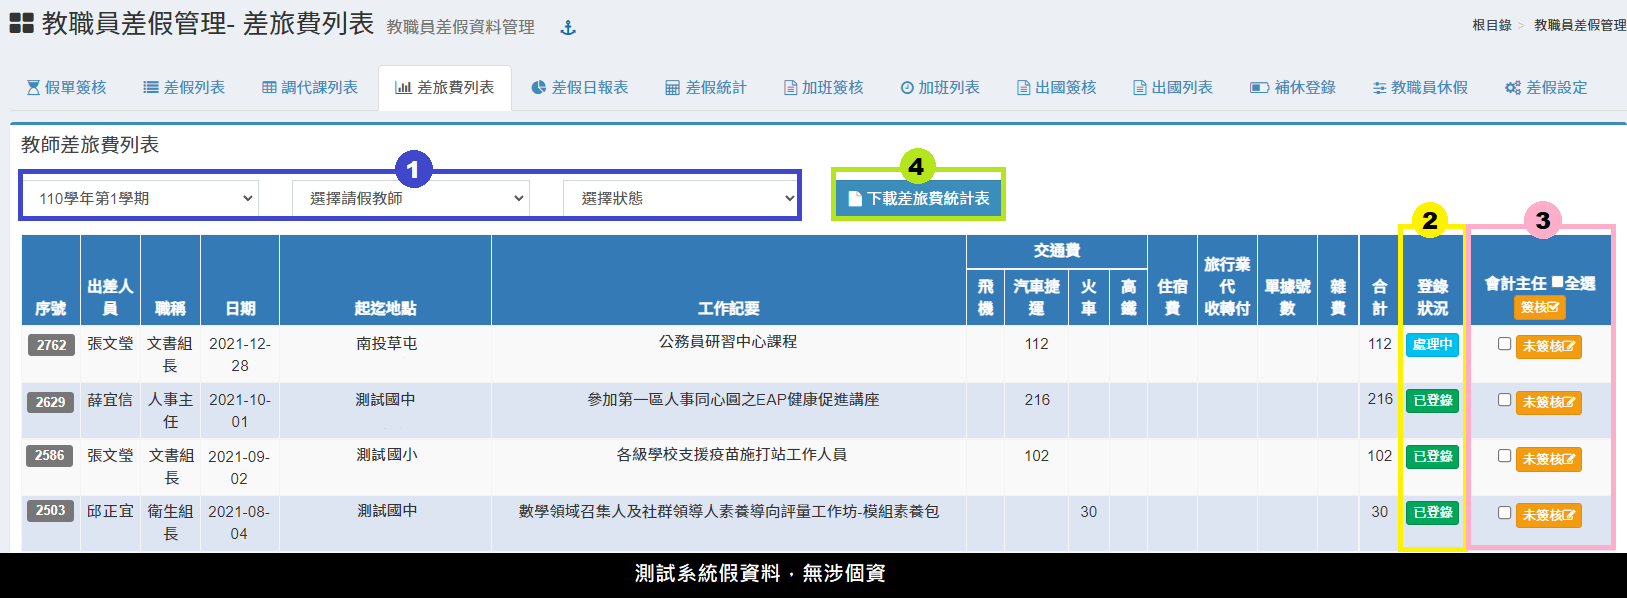 教職員差假管理- 差旅費列表 教職員差假資料管理
根目錄 > 教職員差假管理
假單簽核 差假列表 調代課列表 差旅費列表 差假日報表 差假統計 加班簽核 加班列表 出國簽核 出國列表 補休登錄 教職員休假 差假設定
教師差旅費列表
1 4
110學年第1學期 選擇請假教師 選擇狀態 下載差旅費統計表
2 3
交通費
序號 出差人員 職稱 日期 起迄地點 工作記要 飛機 汽車捷運 火車 高鐵 住宿費 旅行業代收轉付 單據號數 雜費 合計 登錄狀況 會計主任 全選
簽核
2762 張文瑩 文書組長 2021-12-28 南投草屯 公務員研習中心課程 112 112 處理中 未簽核
2629 薛宜信 人事主任 2021-10-01 測試國中 參加第一區人事同心圓之EAP健康促進講座 216 216 已登錄 未簽核
2586 張文瑩 文書組長 2021-09-02 測試國小 各級學校支援疫苗施打站工作人員 102 102 已登錄 未簽核
2503 邱正宜 衛生組長 2021-08-04 測試國中 數學領域召集人及社群領導人素養導向評量工作坊-模組素養包 30 30 已登錄 未簽核
測試系統假資料，無涉個資